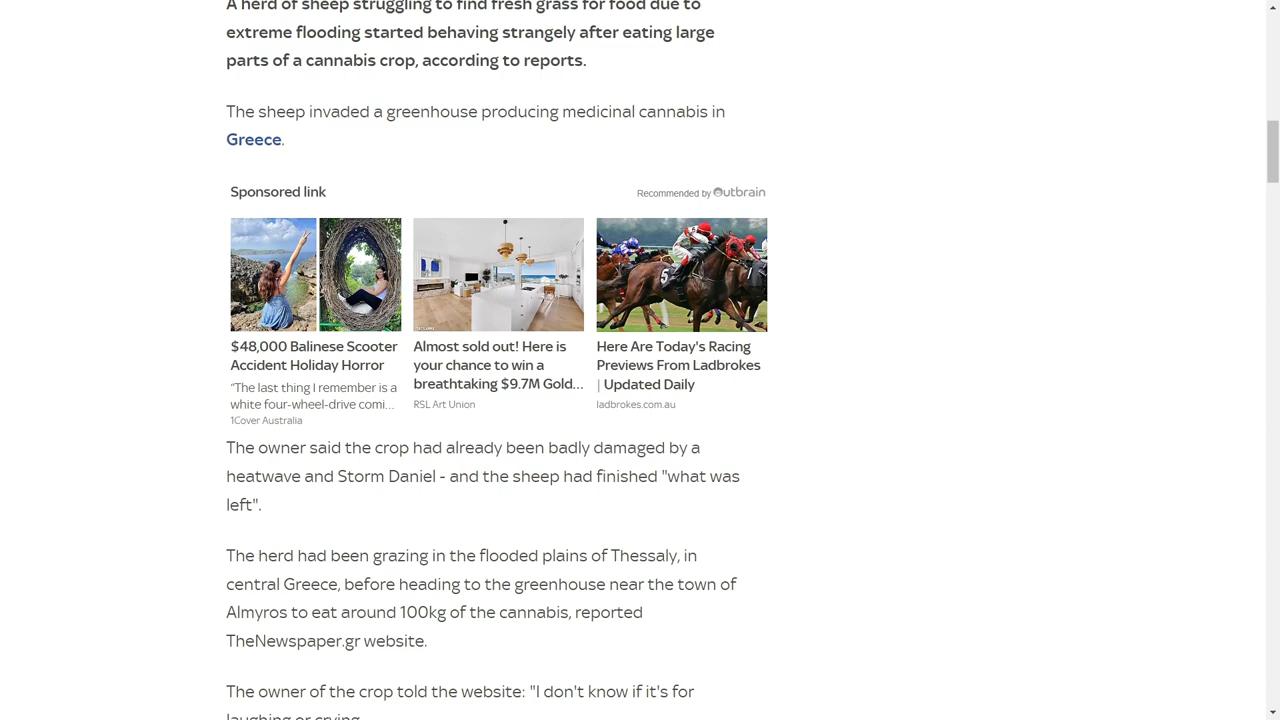 A herd of sheep struggling to find fresh grass for food due to
extreme flooding started behaving strangely after eating large
parts of a cannabis crop, according to reports.
The sheep invaded a greenhouse producing medicinal cannabis in
Greece.
Sponsored link
Recommended by Outbrain
$48,000 Balinese Scooter
Accident Holiday Horror
"The last thing I remember is a
white four-wheel-drive comi...
1Cover Australia
Almost sold out! Here is
your chance to win a
breathtaking $9.7M Gold...
RSL Art Union
Here Are Today's Racing
Previews From Ladbrokes
| Updated Daily
ladbrokes.com.au
The owner said the crop had already been badly damaged by a
heatwave and Storm Daniel - and the sheep had finished "what was
left".
The herd had been grazing in the flooded plains of Thessaly, in
central Greece, before heading to the greenhouse near the town of
Almyros to eat around 100kg of the cannabis, reported
TheNewspaper.gr website.
The owner of the crop told the website: "I don't know if it's for
laughing or crying.